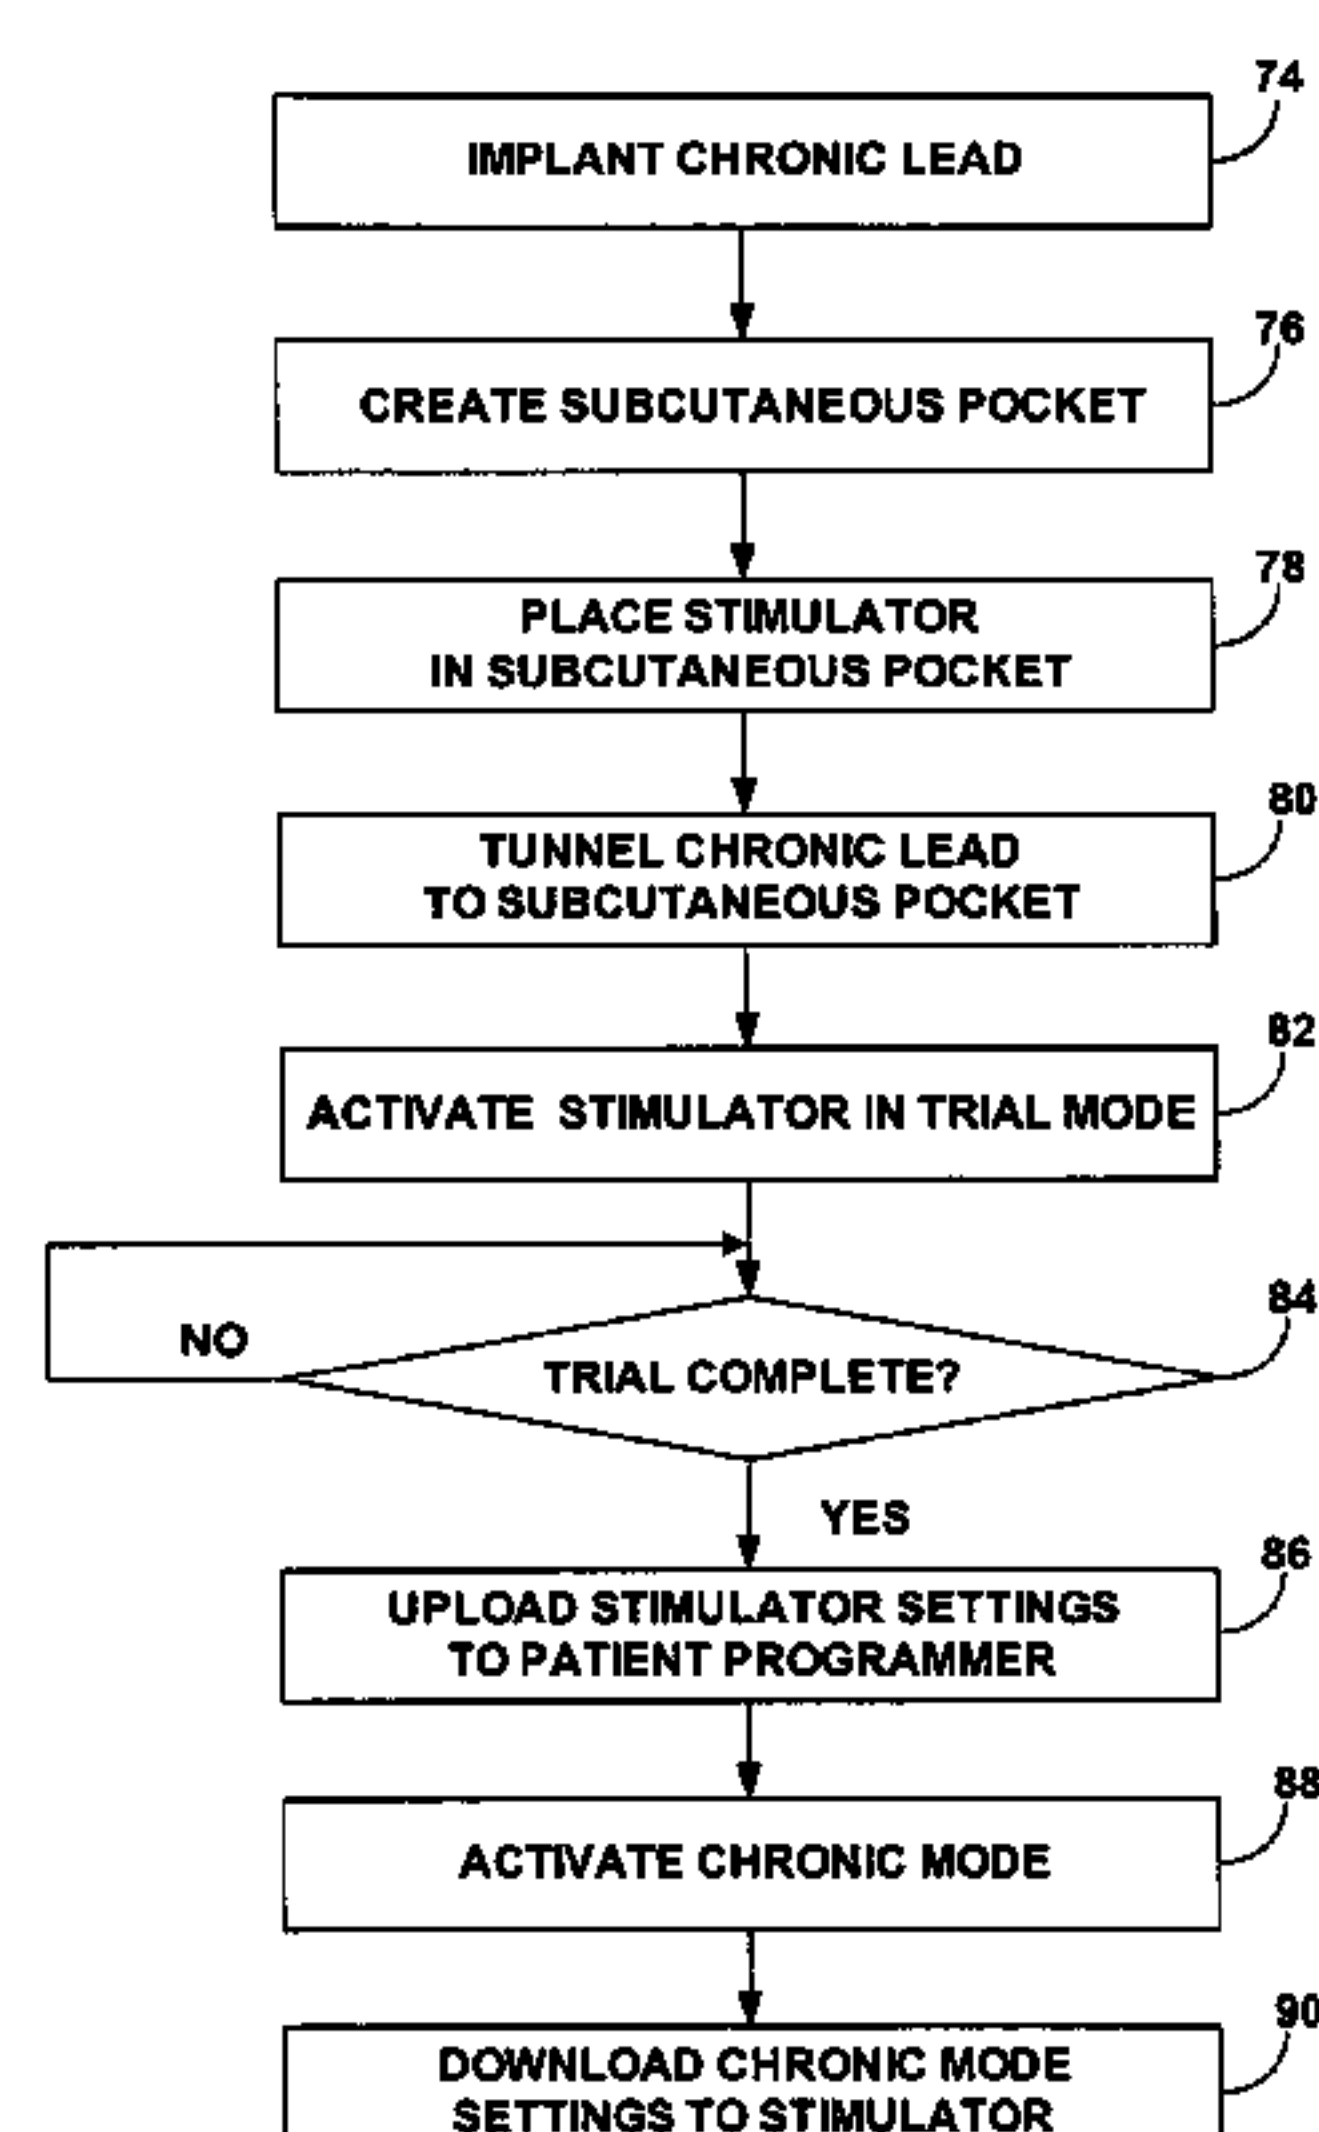 74
IMPLANT CHRONIC LEAD
76
CREATE SUBCUTANEOUS POCKET
78
PLACE STIMULATOR
IN SUBCUTANEOUS POCKET
80
TUNNEL CHRONIC LEAD
TO SUBCUTANEOUS POCKET
82
ACTIVATE STIMULATOR IN TRIAL MODE
84
NO
TRIAL COMPLETE?
YES
86
UPLOAD STIMULATOR SETTINGS
TO PATIENT PROGRAMMER
88
ACTIVATE CHRONIC MODE
90
DOWNLOAD CHRONIC MODE
SETTINGS TO STIMULATOR